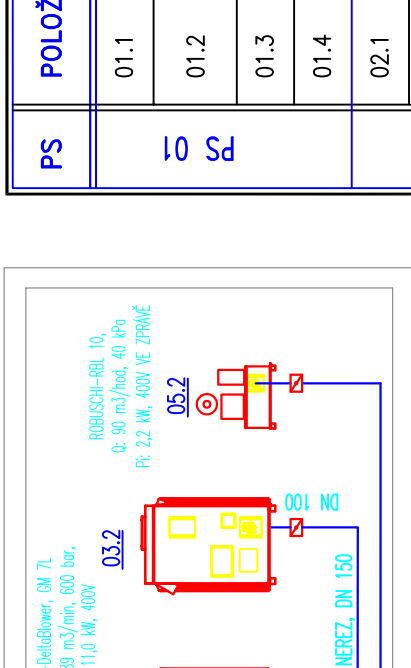 PS
POLOŽ
PS 01
01.1
01.2
01.3
01.4
02.1
ROBUSCHI-RBL 10,
Q: 90 m3/hod, 40 kPa
Pi: 2,2 kW, 400V VE ZPRÁVĚ
05.2
DN 100
03.2
-DeltaBlower, GM 7L
m3/min, 600 bar,
11,0 kW, 400V
NEREZ, DN 150